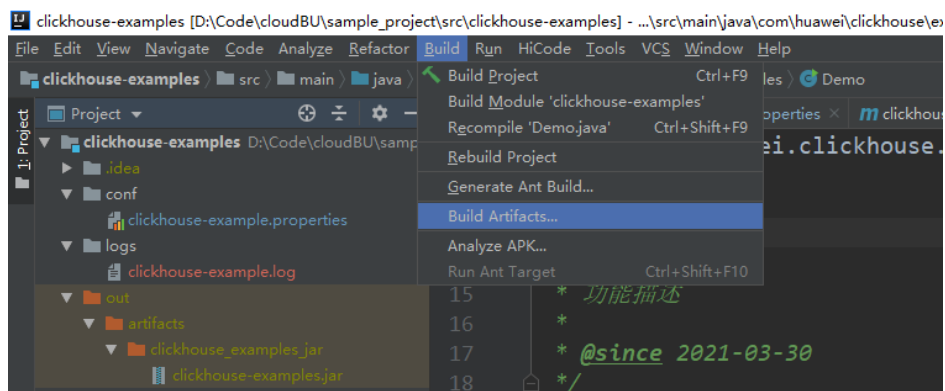 clickhouse-examples [D:\Code\cloudBU\sample_project\src\clickhouse-examples] - ...\src\main\java\com\huawei\clickhouse\ex
File Edit View Navigate Code Analyze Refactor Build Run HiCode Tools VCS Window Help
clickhouse-examples src main java les Demo
Build Project Ctrl+F9
Project operties clickhous
Build Module 'clickhouse-examples'
1: Project
clickhouse-examples D:\Code\cloudBU\samp
Recompile 'Demo.java' Ctrl+Shift+F9
ei.clickhouse.
.idea
Rebuild Project
conf
Generate Ant Build...
clickhouse-example.properties
Build Artifacts...
logs
Analyze APK...
clickhouse-example.log
Run Ant Target Ctrl+Shift+F10
out
15 * 功能描述
artifacts
16 *
clickhouse_examples_jar
17 * @since 2021-03-30
clickhouse-examples.jar
18 */